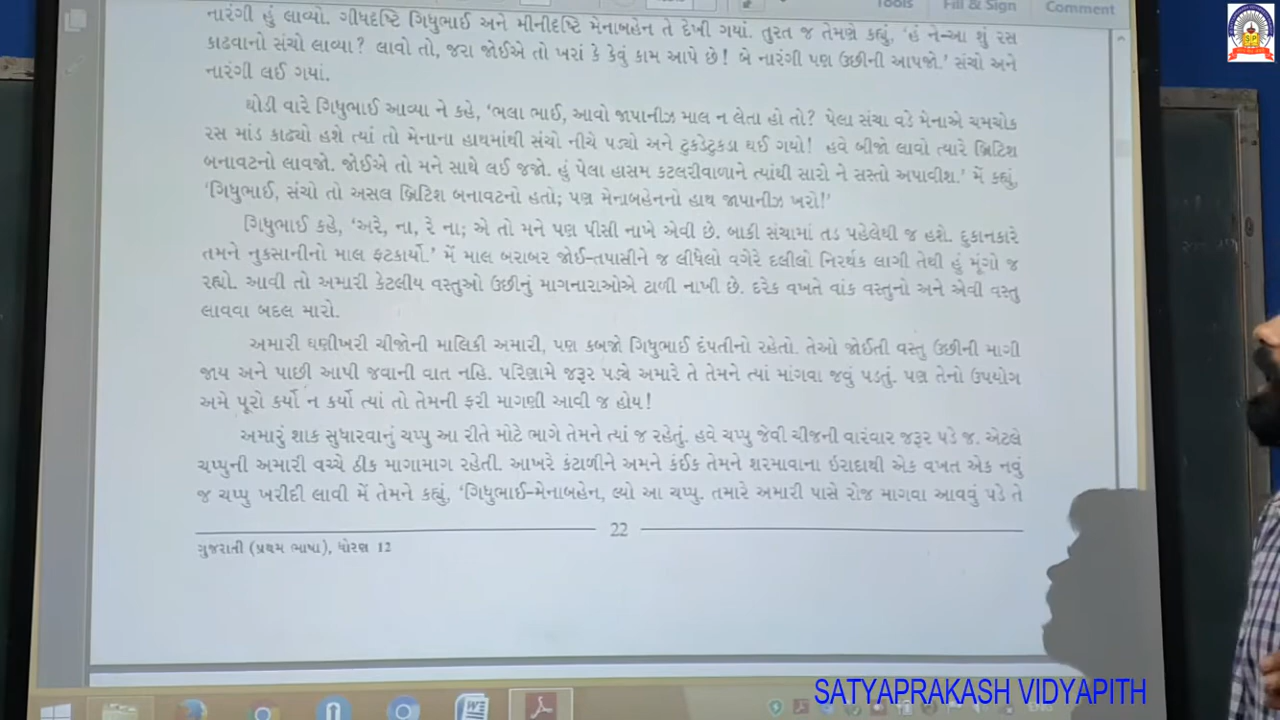 Tools Fill & Sign Comment
નારંગી હું લાવ્યો. ગીધદષ્ટિ ગિધુભાઈ અને મીનીદષ્ટિ મેનાબહેન તે દેખી ગયાં. તુરત જ તેમણે કહ્યું, 'હં ને-આ શું રસ
કાઢવાનો સંચો લાવ્યા? લાવો તો, જરા જોઈએ તો ખરાં કે કેવું કામ આપે છે! બે નારંગી પણ ઉછીની આપજો.' સંચો અને
નારંગી લઈ ગયાં.
થોડી વારે ગિધુભાઈ આવ્યા ને કહે, 'ભલા ભાઈ, આવો જાપાનીઝ માલ ન લેતા હો તો? પેલા સંચા વડે મેનાએ ચમચોક
રસ માંડ કાઢ્યો હશે ત્યાં તો મેનાના હાથમાંથી સંચો નીચે પડ્યો અને ટુકડેટુકડા થઈ ગયો! હવે બીજો લાવો ત્યારે બ્રિટિશ
બનાવટનો લાવજો. જોઈએ તો મને સાથે લઈ જજો. હું પેલા હાસમ કટલરીવાળાને ત્યાંથી સારો ને સસ્તો અપાવીશ.' મેં કહ્યું,
'ગિધુભાઈ, સંચો તો અસલ બ્રિટિશ બનાવટનો હતો; પણ મેનાબહેનનો હાથ જાપાનીઝ ખરો!'
ગિધુભાઈ કહે, 'અરે, ના, રે ના; એ તો મને પણ પીસી નાખે એવી છે. બાકી સંચામાં તડ પહેલેથી જ હશે. દુકાનકારે
તમને નુકસાનીનો માલ ફટકાર્યો.' મેં માલ બરાબર જોઈ-તપાસીને જ લીધેલો વગેરે દલીલો નિરર્થક લાગી તેથી હું મૂંગો જ
રહ્યો. આવી તો અમારી કેટલીય વસ્તુઓ ઉછીનું માગનારાઓએ ટાળી નાખી છે. દરેક વખતે વાંક વસ્તુનો અને એવી વસ્તુ
લાવવા બદલ મારો.
અમારી ઘણીખરી ચીજોની માલિકી અમારી, પણ કબજો ગિધુભાઈ દંપતીનો રહેતો. તેઓ જોઈતી વસ્તુ ઉછીની માગી
જાય અને પાછી આપી જવાની વાત નહિ. પરિણામે જરૂર પડ્યે અમારે તે તેમને ત્યાં માંગવા જવું પડતું. પણ તેનો ઉપયોગ
અમે પૂરો કર્યો ન કર્યો ત્યાં તો તેમની ફરી માગણી આવી જ હોય!
અમારું શાક સુધારવાનું ચપ્પુ આ રીતે મોટે ભાગે તેમને ત્યાં જ રહેતું. હવે ચપ્પુ જેવી ચીજની વારંવાર જરૂર પડે જ. એટલે
ચપ્પુની અમારી વચ્ચે ઠીક માગામાગ રહેતી. આખરે કંટાળીને અમને કંઈક તેમને શરમાવાના ઇરાદાથી એક વખત એક નવું
જ ચપ્પુ ખરીદી લાવી મેં તેમને કહ્યું, 'ગિધુભાઈ-મેનાબહેન, લ્યો આ ચપ્પુ. તમારે અમારી પાસે રોજ માગવા આવવું પડે તે
22
ગુજરાતી (પ્રથમ ભાષા), ધોરણ 12
SATYAPRAKASH VIDYAPITH